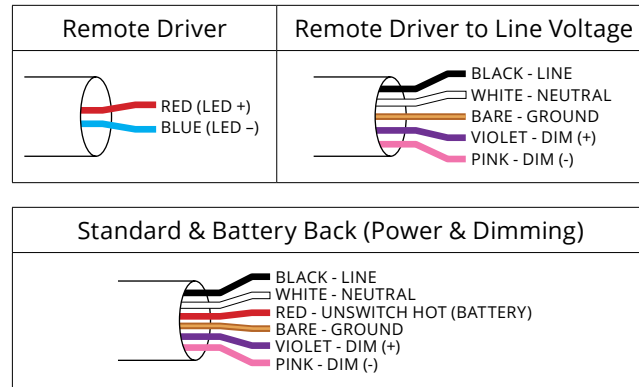 Remote Driver
RED (LED +)
BLUE (LED –)
Remote Driver to Line Voltage
BLACK - LINE
WHITE - NEUTRAL
BARE - GROUND
VIOLET - DIM (+)
PINK - DIM (-)
Standard & Battery Back (Power & Dimming)
BLACK - LINE
WHITE - NEUTRAL
RED - UNSWITCH HOT (BATTERY)
BARE - GROUND
VIOLET - DIM (+)
PINK - DIM (-)